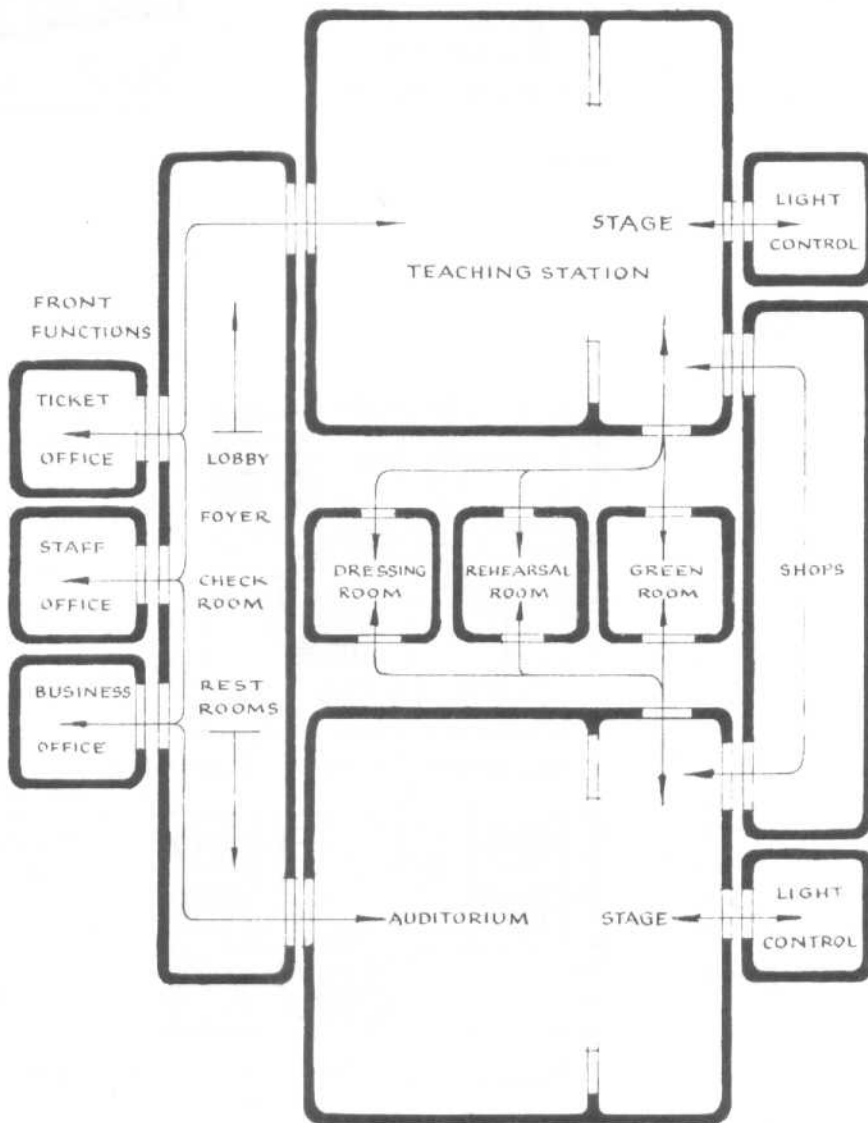 STAGE
LIGHT
CONTROL
TEACHING STATION
FRONT
FUNCTIONS
TICKET
OFFICE
LOBBY
FOYER
STAFF
OFFICE
CHECK
ROOM
DRESSING
ROOM
REHEARSAL
ROOM
GREEN
ROOM
SHOPS
BUSINESS
OFFICE
REST
ROOMS
AUDITORIUM
STAGE
LIGHT
CONTROL